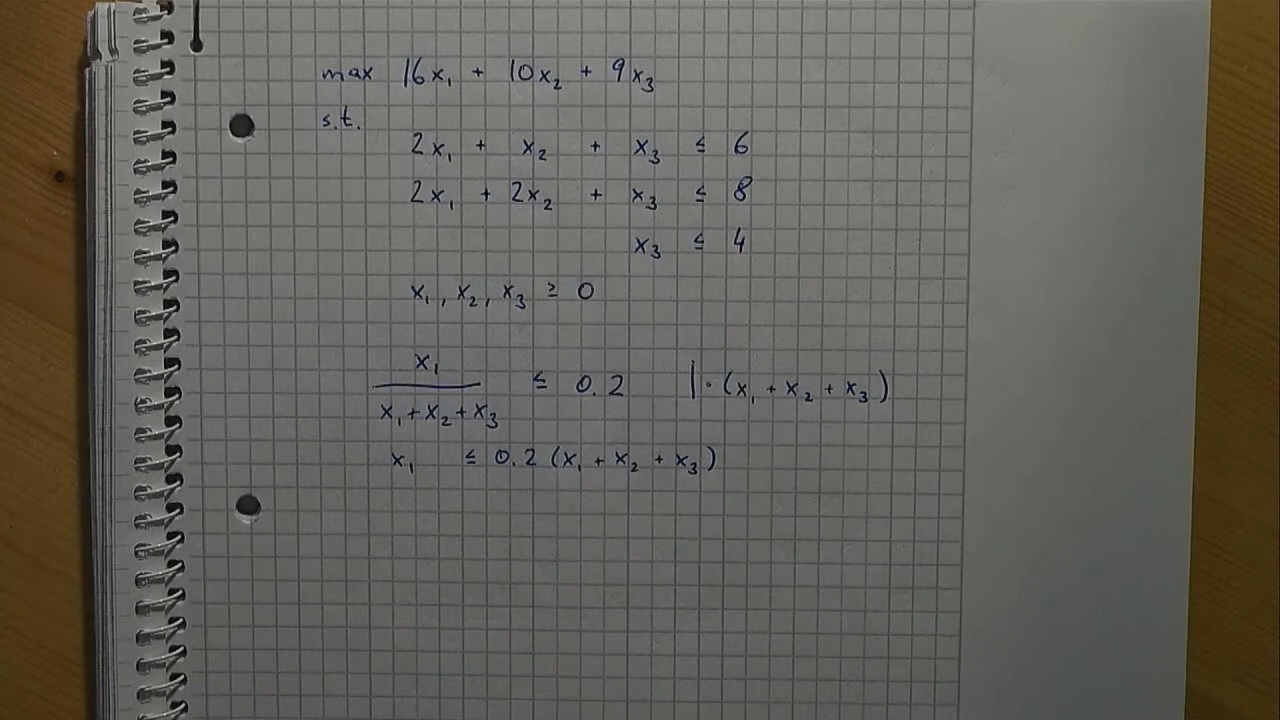 max 16x₁ + 10x₂ + 9x₃
s.t.
2x₁ + x₂ + x₃ ≤ 6
2x₁ + 2x₂ + x₃ ≤ 8
x₃ ≤ 4
x₁, x₂, x₃ ≥ 0
x₁ / x₁+x₂+x₃ ≤ 0.2 |·(x₁ + x₂ + x₃)
x₁ ≤ 0.2 (x₁ + x₂ + x₃)